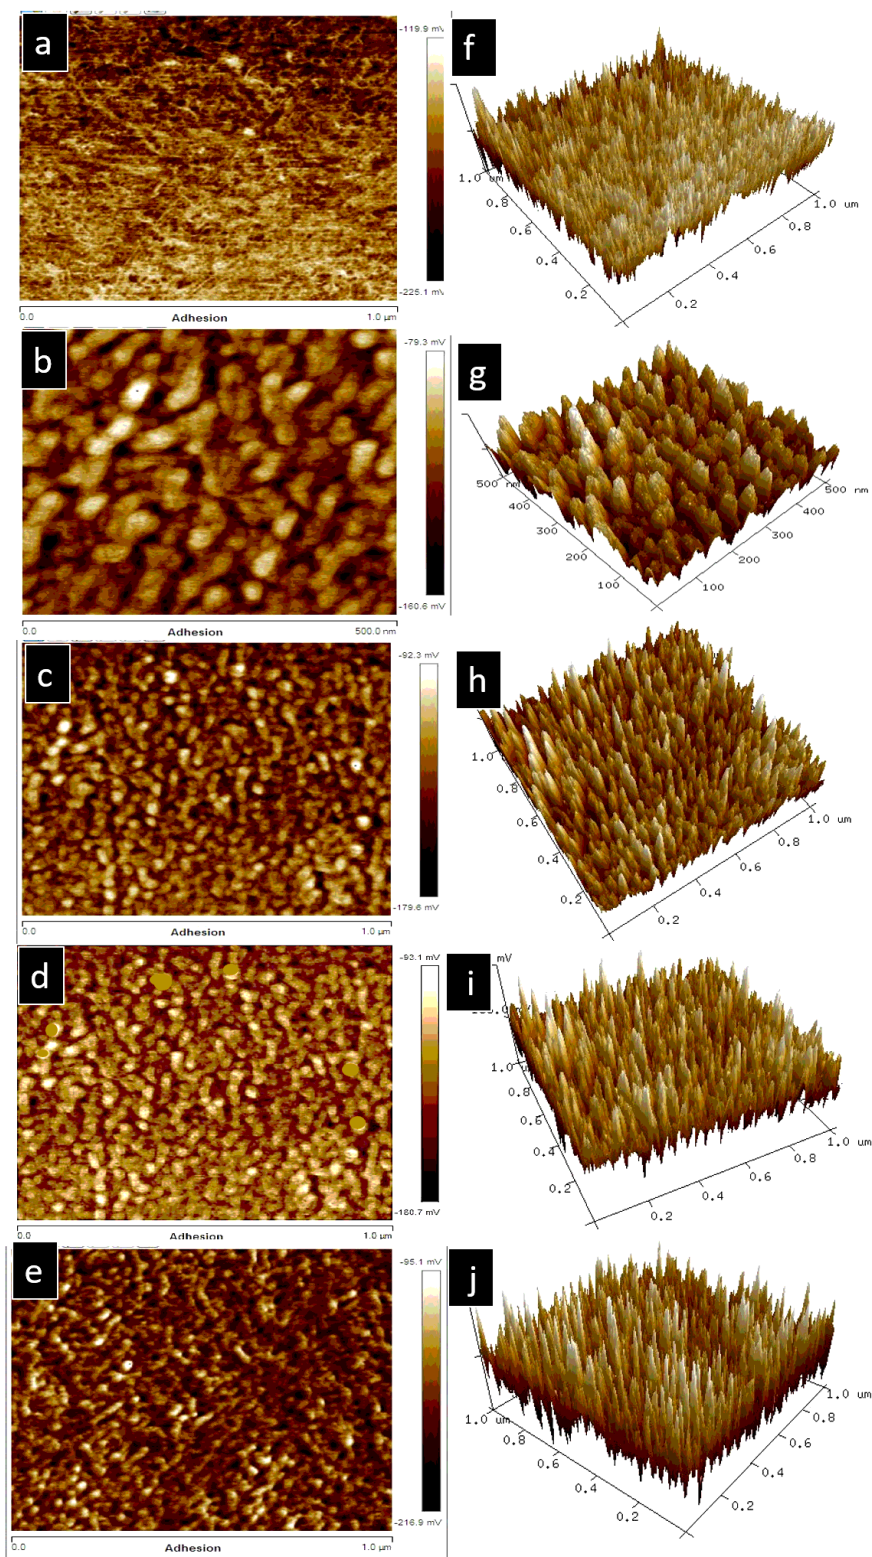 a
-119.9 mV
-225.1 mV
0.0 Adhesion 1.0 µm
f
1.0 um
0.8
0.6
0.4
0.2
0.2
0.4
0.6
0.8
1.0 um
b
-79.3 mV
-160.6 mV
0.0 Adhesion 500.0 nm
g
500 nm
400
300
200
100
100
200
300
400
500 nm
c
-92.3 mV
-179.6 mV
0.0 Adhesion 1.0 µm
h
1.0
0.8
0.6
0.4
0.2
0.2
0.4
0.6
0.8
1.0 um
d
-93.1 mV
-180.7 mV
0.0 Adhesion 1.0 µm
i
mV
1.0 u
0.8
0.6
0.4
0.2
0.2
0.4
0.6
0.8
1.0 um
e
-95.1 mV
-216.9 mV
0.0 Adhesion 1.0 µm
j
1.0 um
0.8
0.6
0.4
0.2
0.2
0.4
0.6
0.8
1.0 um